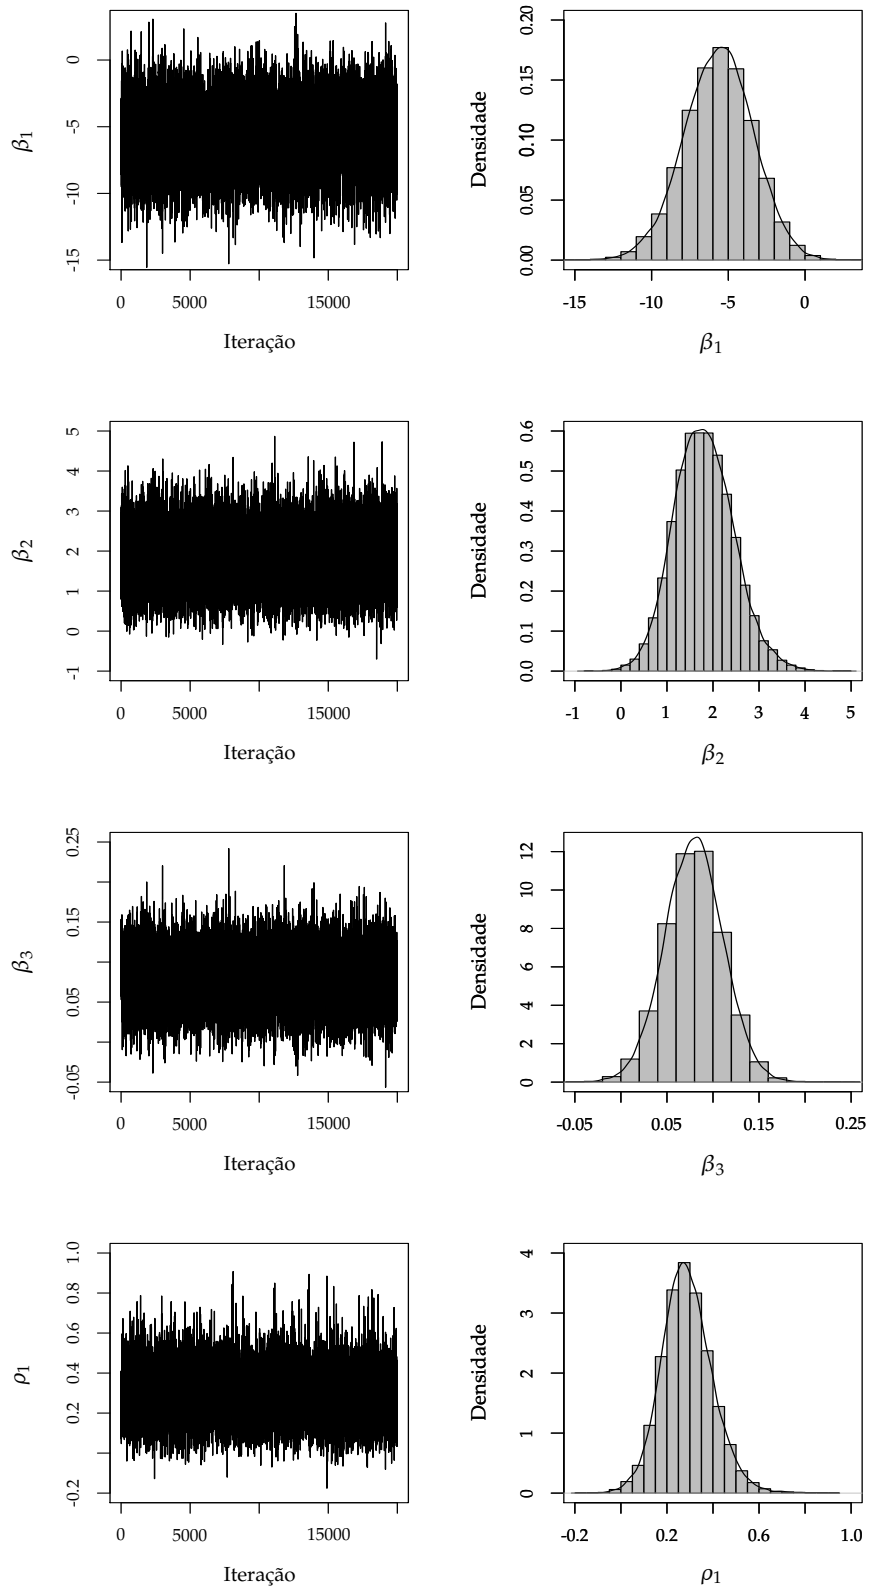 β1
0
-5
-10
-15
0 5000 15000
Iteração
Densidade
0.20
0.15
0.10
0.05
0.00
-15 -10 -5 0
β1
β2
5
4
3
2
1
0
-1
0 5000 15000
Iteração
Densidade
0.6
0.5
0.4
0.3
0.2
0.1
0.0
-1 0 1 2 3 4 5
β2
β3
0.25
0.15
0.05
-0.05
0 5000 15000
Iteração
Densidade
12
10
8
6
4
2
0
-0.05 0.05 0.15 0.25
β3
ρ1
1.0
0.8
0.6
0.4
0.2
-0.2
0 5000 15000
Iteração
Densidade
4
3
2
1
0
-0.2 0.2 0.6 1.0
ρ1